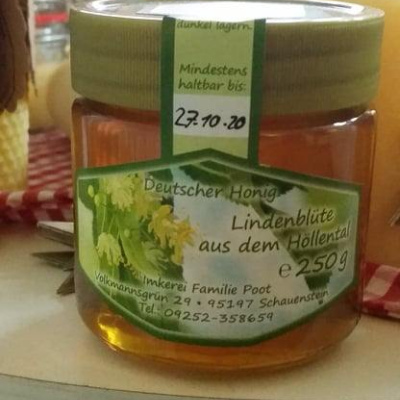 dunkel lagern.
Mindestens
haltbar bis:
27.10.20
Deutscher Honig
Lindenblüte
aus dem Höllental
e 250 g
Imkerei Familie Poot
Volkmannsgrün 29 • 95197 Schauenstein
Tel. 09252-358659